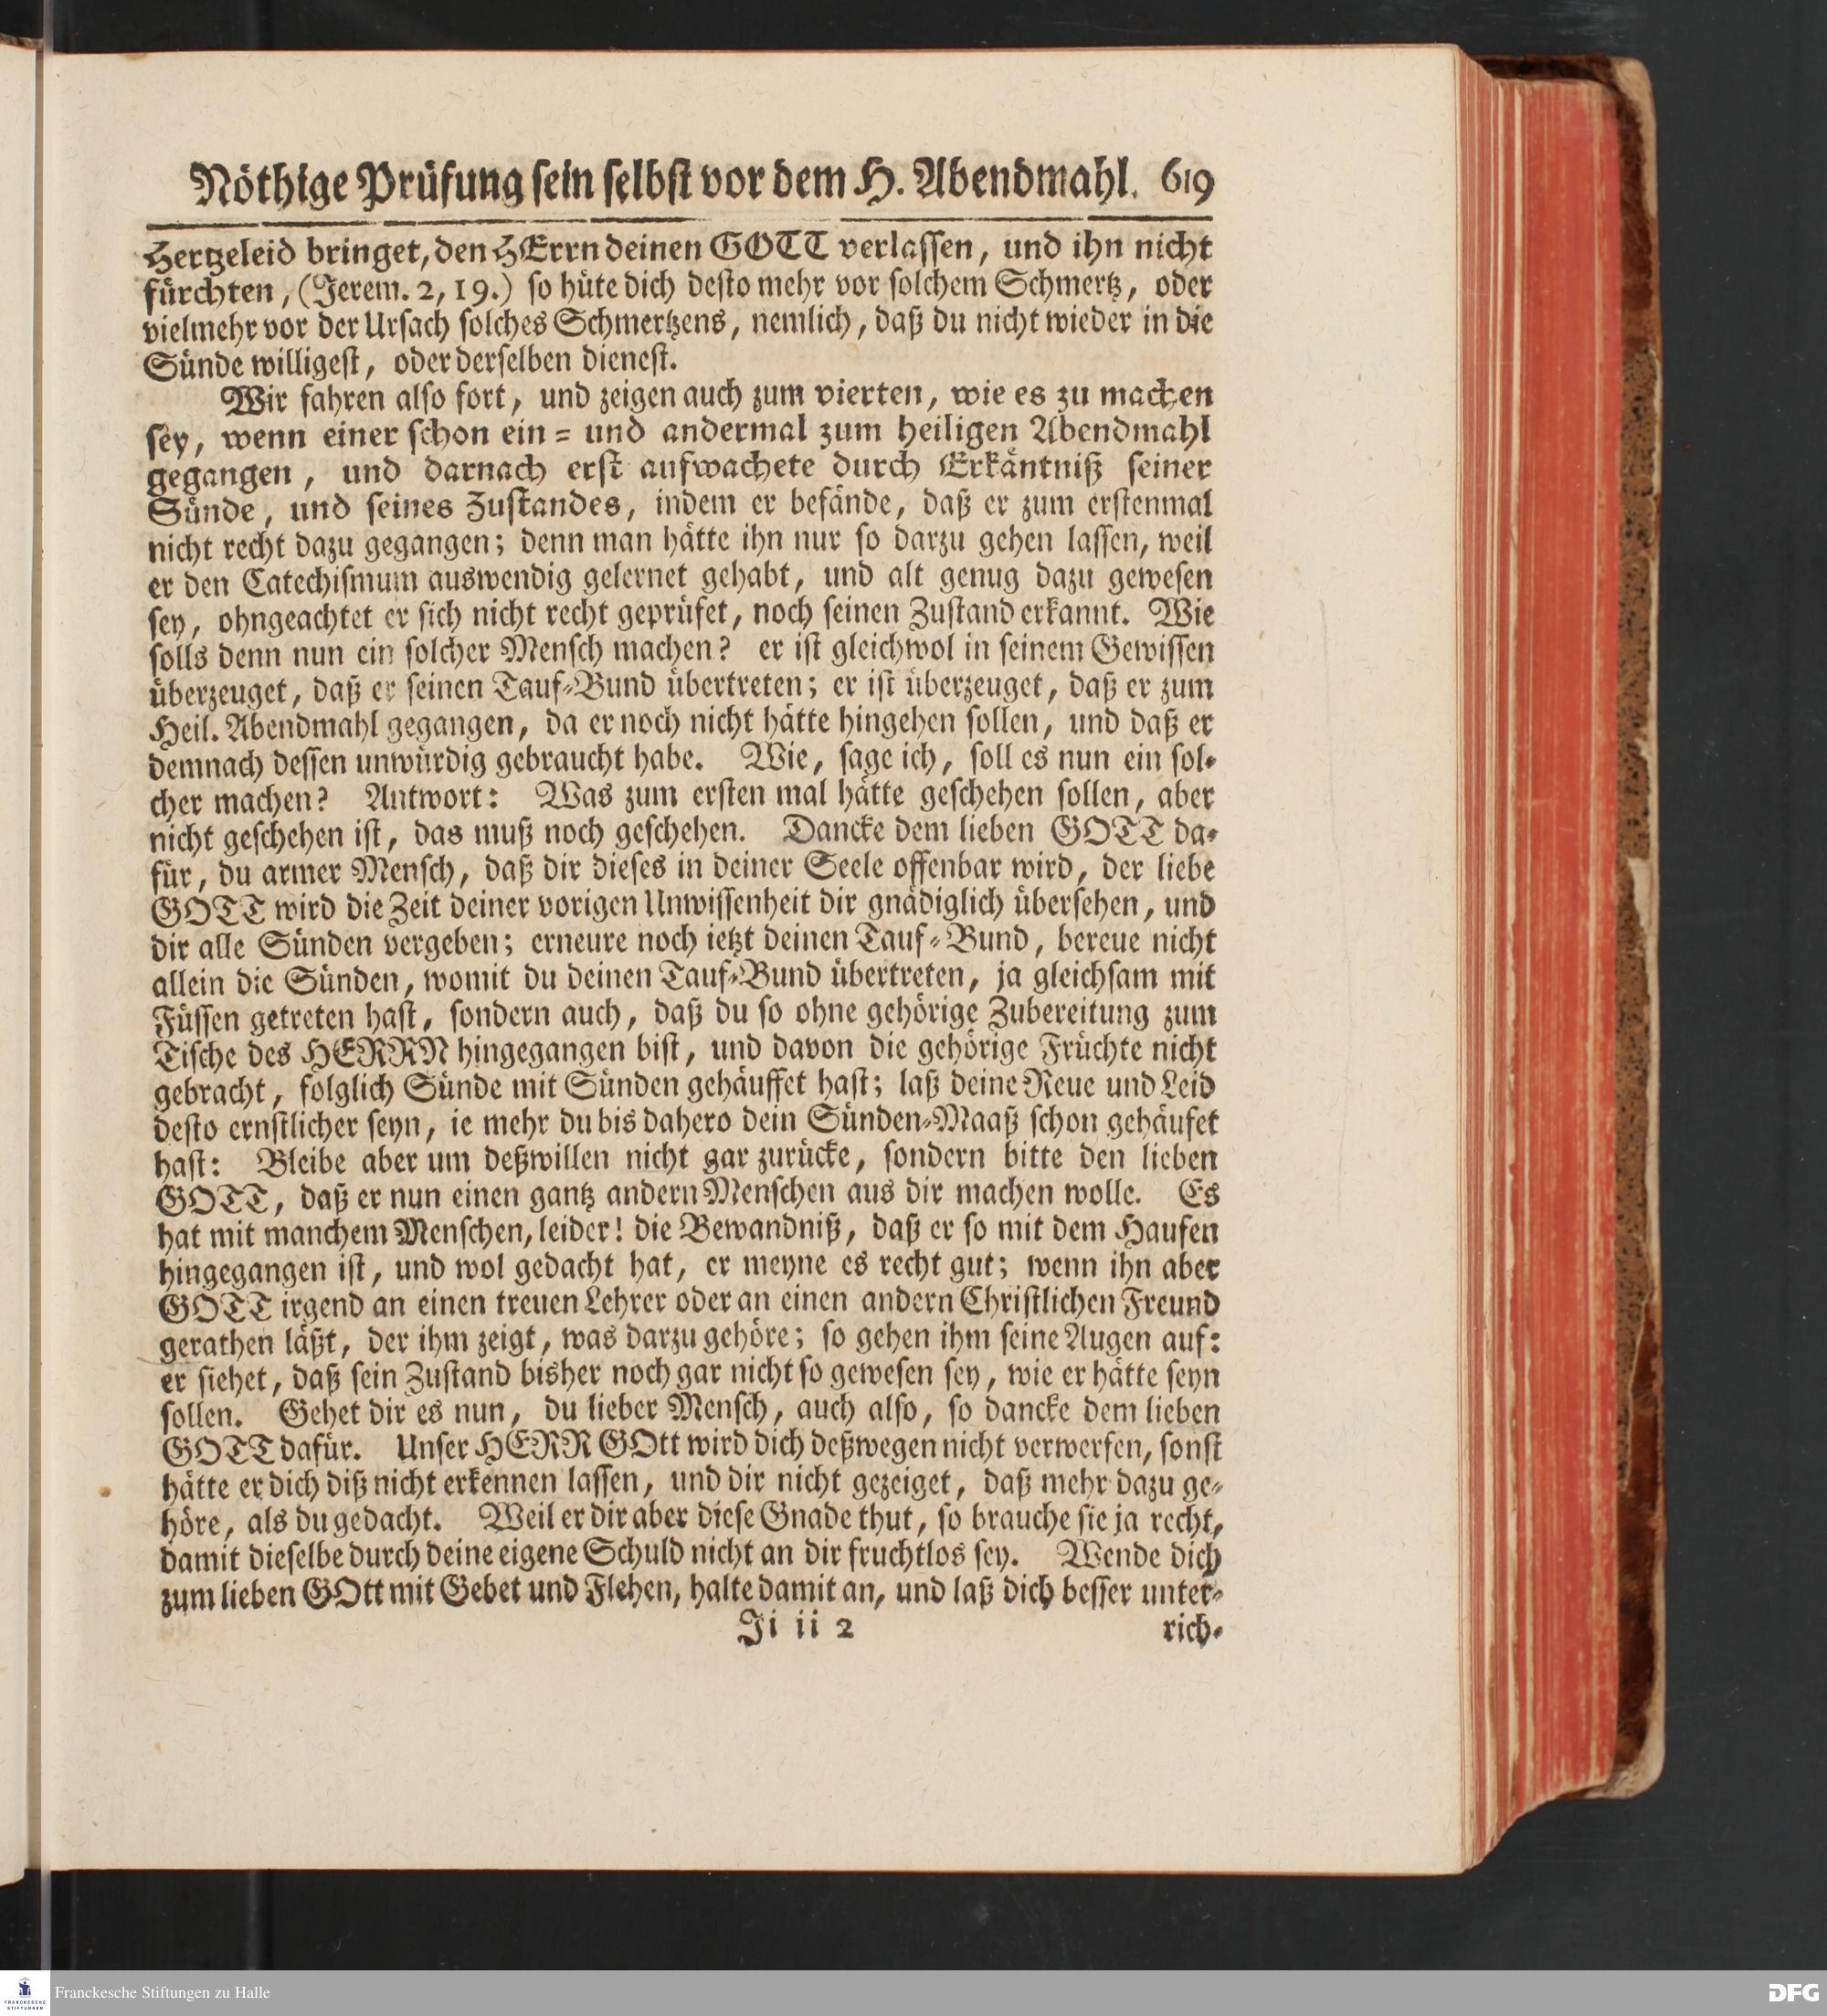 Nöthige Prüfung sein selbst vor dem H. Abendmahl. 619
Hertzeleid bringet, den HErrn deinen GOTT verlassen, und ihn nicht
fürchten, (Jerem. 2, 19.) so hüte dich desto mehr vor solchem Schmertz, oder
vielmehr vor der Ursach solches Schmertzens, nemlich, daß du nicht wieder in die
Sünde willigest, oder derselben dienest.
Wir fahren also fort, und zeigen auch zum vierten, wie es zu machen
sey, wenn einer schon ein= und andermal zum heiligen Abendmahl
gegangen, und darnach erst aufwachete durch Erkäntniß seiner
Sünde, und seines Zustandes, indem er befände, daß er zum erstenmal
nicht recht dazu gegangen; denn man hätte ihn nur so darzu gehen lassen, weil
er den Catechismum auswendig gelernet gehabt, und alt genug dazu gewesen
sey, ohngeachtet er sich nicht recht geprüfet, noch seinen Zustand erkannt. Wie
solls denn nun ein solcher Mensch machen? er ist gleichwol in seinem Gewissen
überzeuget, daß er seinen Tauf=Bund übertreten; er ist überzeuget, daß er zum
Heil. Abendmahl gegangen, da er noch nicht hätte hingehen sollen, und daß er
demnach dessen unwürdig gebraucht habe. Wie, sage ich, soll es nun ein sol=
cher machen? Antwort: Was zum ersten mal hätte geschehen sollen, aber
nicht geschehen ist, das muß noch geschehen. Dancke dem lieben GOTT da=
für, du armer Mensch, daß dir dieses in deiner Seele offenbar wird, der liebe
GOTT wird die Zeit deiner vorigen Unwissenheit dir gnädiglich übersehen, und
dir alle Sünden vergeben; erneure noch ietzt deinen Tauf=Bund, bereue nicht
allein die Sünden, womit du deinen Tauf=Bund übertreten, ja gleichsam mit
Füssen getreten hast, sondern auch, daß du so ohne gehörige Zubereitung zum
Tische des HERRN hingegangen bist, und davon die gehörige Früchte nicht
gebracht, folglich Sünde mit Sünden gehäuffet hast; laß deine Reue und Leid
desto ernstlicher seyn, ie mehr du bis dahero dein Sünden=Maaß schon gehäufet
hast: Bleibe aber um deßwillen nicht gar zurücke, sondern bitte den lieben
GOTT, daß er nun einen gantz andern Menschen aus dir machen wolle. Es
hat mit manchem Menschen, leider! die Bewandniß, daß er so mit dem Haufen
hingegangen ist, und wol gedacht hat, er meyne es recht gut; wenn ihn aber
GOTT irgend an einen treuen Lehrer oder an einen andern Christlichen Freund
gerathen läßt, der ihm zeigt, was darzu gehöre; so gehen ihm seine Augen auf:
er siehet, daß sein Zustand bisher noch gar nicht so gewesen sey, wie er hätte seyn
sollen. Gehet dir es nun, du lieber Mensch, auch also, so dancke dem lieben
GOTT dafür. Unser HERR GOtt wird dich deßwegen nicht verwerfen, sonst
hätte er dich diß nicht erkennen lassen, und dir nicht gezeiget, daß mehr dazu ge=
höre, als du gedacht. Weil er dir aber diese Gnade thut, so brauche sie ja recht,
damit dieselbe durch deine eigene Schuld nicht an dir fruchtlos sey. Wende dich
zum lieben GOtt mit Gebet und Flehen, halte damit an, und laß dich besser unter=
Ji ii 2 rich=
FRANCKESCHE
STIFTUNGEN
Franckesche Stiftungen zu Halle
DFG